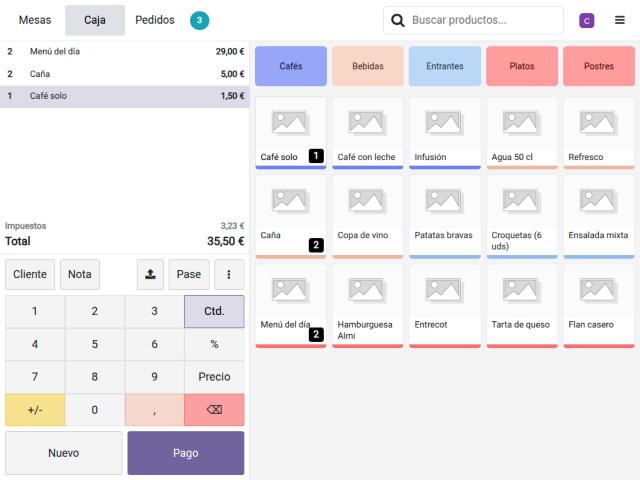 Mesas
Caja
Pedidos
3
Buscar productos...
C
2 Menú del día 29,00 €
2 Caña 5,00 €
1 Café solo 1,50 €
Impuestos 3,23 €
Total 35,50 €
Cliente
Nota
Pase
1 2 3 Ctd.
4 5 6 %
7 8 9 Precio
+/- 0 ,
Nuevo
Pago
Cafés
Bebidas
Entrantes
Platos
Postres
Café solo
1
Café con leche
Infusión
Agua 50 cl
Refresco
Caña
2
Copa de vino
Patatas bravas
Croquetas (6
uds)
Ensalada mixta
Menú del día
2
Hamburguesa
Almi
Entrecot
Tarta de queso
Flan casero